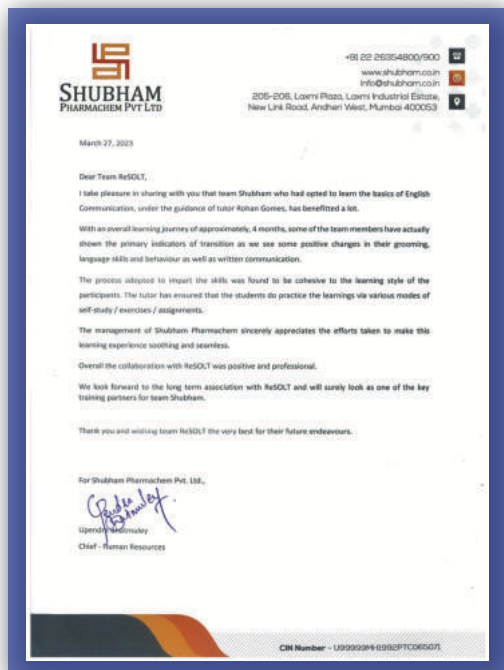 SHUBHAM
PHARMACHEM PVT LTD
+91 22 26354800/900
www.shubham.co.in
info@shubham.co.in
205-206, Laxmi Plaza, Laxmi Industrial Estate,
New Link Road, Andheri West, Mumbai 400053
March 27, 2023
Dear Team ReSOLT,
I take pleasure in sharing with you that team Shubham who had opted to learn the basics of English
Communication, under the guidance of tutor Rohan Gomes, has benefitted a lot.
With an overall learning journey of approximately, 4 months, some of the team members have actually
shown the primary indicators of transition as we see some positive changes in their grooming,
language skills and behaviour as well as written communication.
The process adopted to impart the skills was found to be cohesive to the learning style of the
participants. The tutor has ensured that the students do practice the learnings via various modes of
self-study / exercises / assignments.
The management of Shubham Pharmachem sincerely appreciates the efforts taken to make this
learning experience soothing and seamless.
Overall the collaboration with ReSOLT was positive and professional.
We look forward to the long term association with ReSOLT and will surely look as one of the key
training partners for team Shubham.
Thank you and wishing team ReSOLT the very best for their future endeavours.
For Shubham Pharmachem Pvt. Ltd.,
Chief - Human Resources
CIN Number -